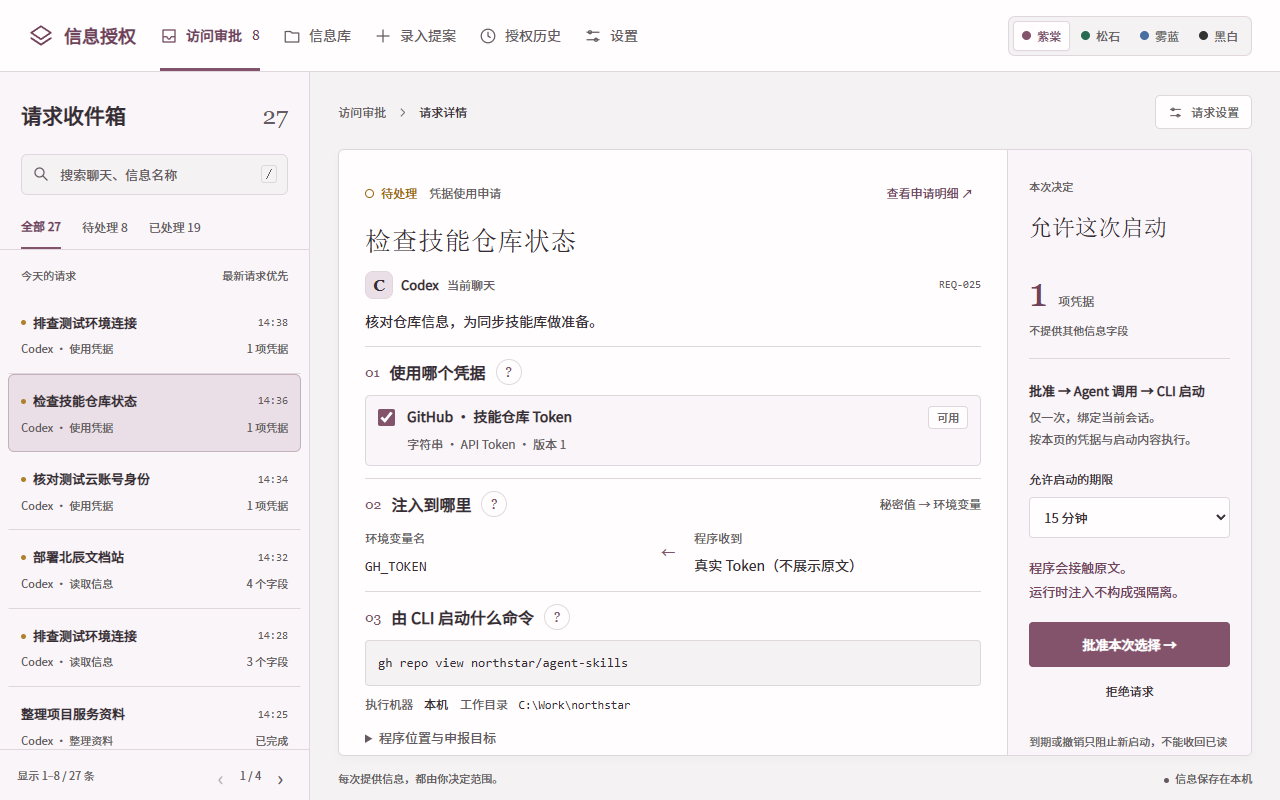 信息授权
访问审批 8
信息库
录入提案
授权历史
设置
紫棠
松石
雾蓝
黑白
请求收件箱 27
搜索聊天、信息名称 /
全部 27 待处理 8 已处理 19
今天的请求 最新请求优先
排查测试环境连接 14:38
Codex · 使用凭据 1 项凭据
检查技能仓库状态 14:36
Codex · 使用凭据 1 项凭据
核对测试云账号身份 14:34
Codex · 使用凭据 1 项凭据
部署北辰文档站 14:32
Codex · 读取信息 4 个字段
排查测试环境连接 14:28
Codex · 读取信息 3 个字段
整理项目服务资料 14:25
Codex · 整理资料 已完成
显示 1–8 / 27 条 ‹ 1 / 4 ›
访问审批 > 请求详情
请求设置
待处理 凭据使用申请 查看申请明细 ↗
检查技能仓库状态
C Codex 当前聊天 REQ-025
核对仓库信息，为同步技能库做准备。
01 使用哪个凭据 ?
GitHub · 技能仓库 Token 可用
字符串 · API Token · 版本 1
02 注入到哪里 ? 秘密值 → 环境变量
环境变量名 ← 程序收到
GH_TOKEN 真实 Token（不展示原文）
03 由 CLI 启动什么命令 ?
gh repo view northstar/agent-skills
执行机器 本机 工作目录 C:\Work\northstar
▶ 程序位置与申报目标
本次决定
允许这次启动
1 项凭据
不提供其他信息字段
批准 → Agent 调用 → CLI 启动
仅一次，绑定当前会话。
按本页的凭据与启动内容执行。
允许启动的期限
15 分钟
程序会接触原文。
运行时注入不构成强隔离。
批准本次选择 →
拒绝请求
到期或撤销只阻止新启动，不能收回已读
每次提供信息，都由你决定范围。
信息保存在本机